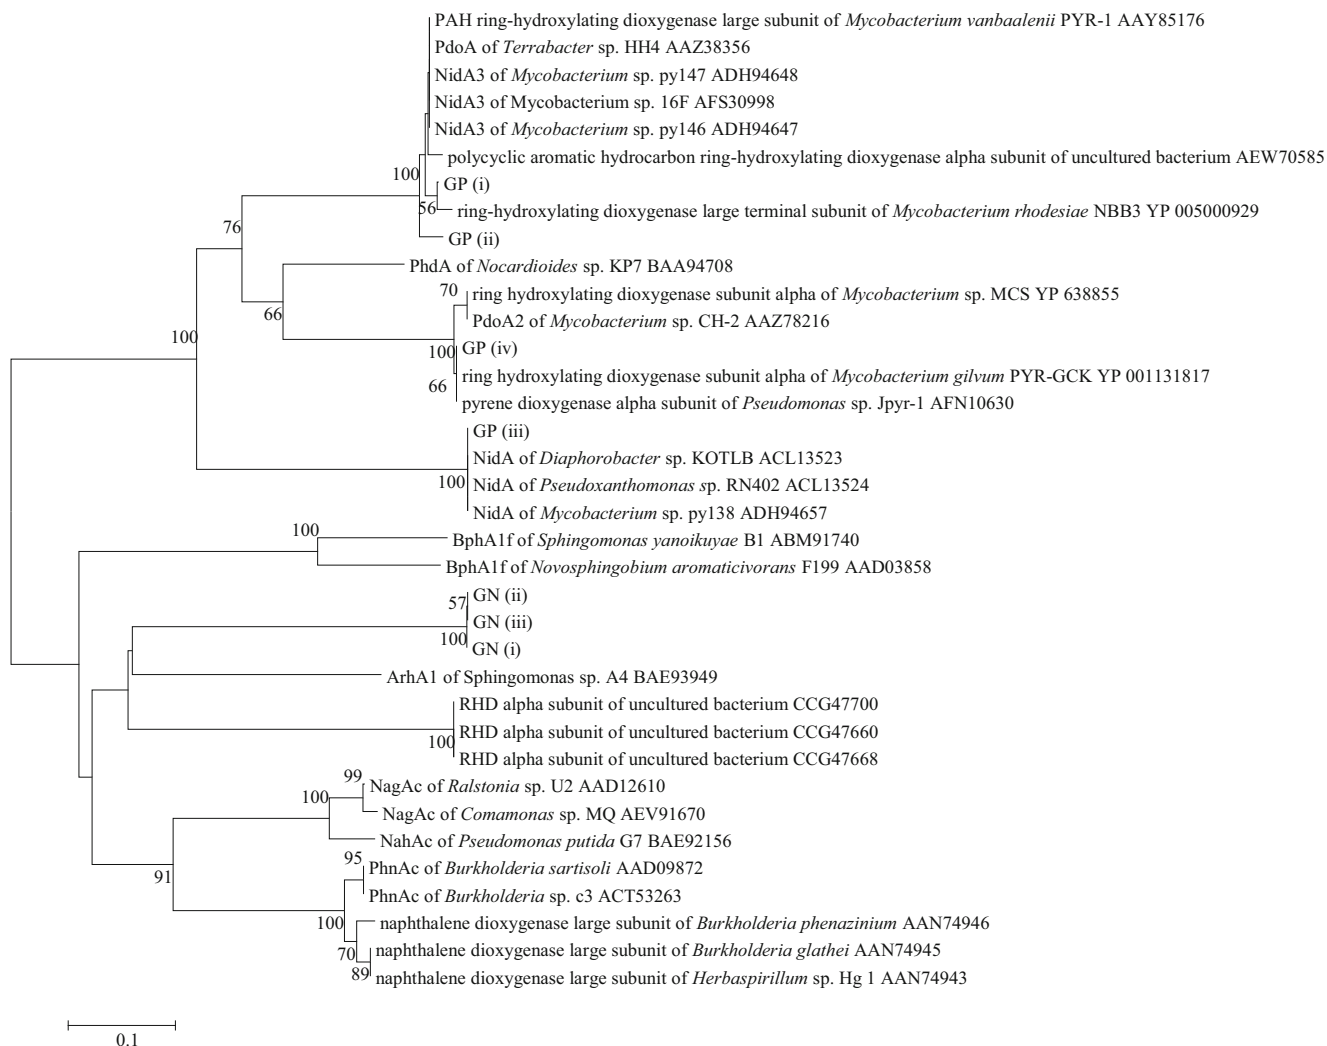 PAH ring-hydroxylating dioxygenase large subunit of Mycobacterium vanbaalenii PYR-1 AAY85176
PdoA of Terrabacter sp. HH4 AAZ38356
NidA3 of Mycobacterium sp. py147 ADH94648
NidA3 of Mycobacterium sp. 16F AFS30998
NidA3 of Mycobacterium sp. py146 ADH94647
polycyclic aromatic hydrocarbon ring-hydroxylating dioxygenase alpha subunit of uncultured bacterium AEW70585
100
GP (i)
56
ring-hydroxylating dioxygenase large terminal subunit of Mycobacterium rhodesiae NBB3 YP 005000929
76
GP (ii)
PhdA of Nocardioides sp. KP7 BAA94708
70
ring hydroxylating dioxygenase subunit alpha of Mycobacterium sp. MCS YP 638855
66
PdoA2 of Mycobacterium sp. CH-2 AAZ78216
100
100
GP (iv)
66
ring hydroxylating dioxygenase subunit alpha of Mycobacterium gilvum PYR-GCK YP 001131817
pyrene dioxygenase alpha subunit of Pseudomonas sp. Jpyr-1 AFN10630
GP (iii)
NidA of Diaphorobacter sp. KOTLB ACL13523
100
NidA of Pseudoxanthomonas sp. RN402 ACL13524
NidA of Mycobacterium sp. py138 ADH94657
100
BphA1f of Sphingomonas yanoikuyae B1 ABM91740
BphA1f of Novosphingobium aromaticivorans F199 AAD03858
GN (ii)
57
GN (iii)
100
GN (i)
ArhA1 of Sphingomonas sp. A4 BAE93949
RHD alpha subunit of uncultured bacterium CCG47700
RHD alpha subunit of uncultured bacterium CCG47660
100
RHD alpha subunit of uncultured bacterium CCG47668
99
NagAc of Ralstonia sp. U2 AAD12610
100
NagAc of Comamonas sp. MQ AEV91670
NahAc of Pseudomonas putida G7 BAE92156
95
PhnAc of Burkholderia sartisoli AAD09872
91
PhnAc of Burkholderia sp. c3 ACT53263
100
naphthalene dioxygenase large subunit of Burkholderia phenazinium AAN74946
70
naphthalene dioxygenase large subunit of Burkholderia glathei AAN74945
89
naphthalene dioxygenase large subunit of Herbaspirillum sp. Hg 1 AAN74943
0.1